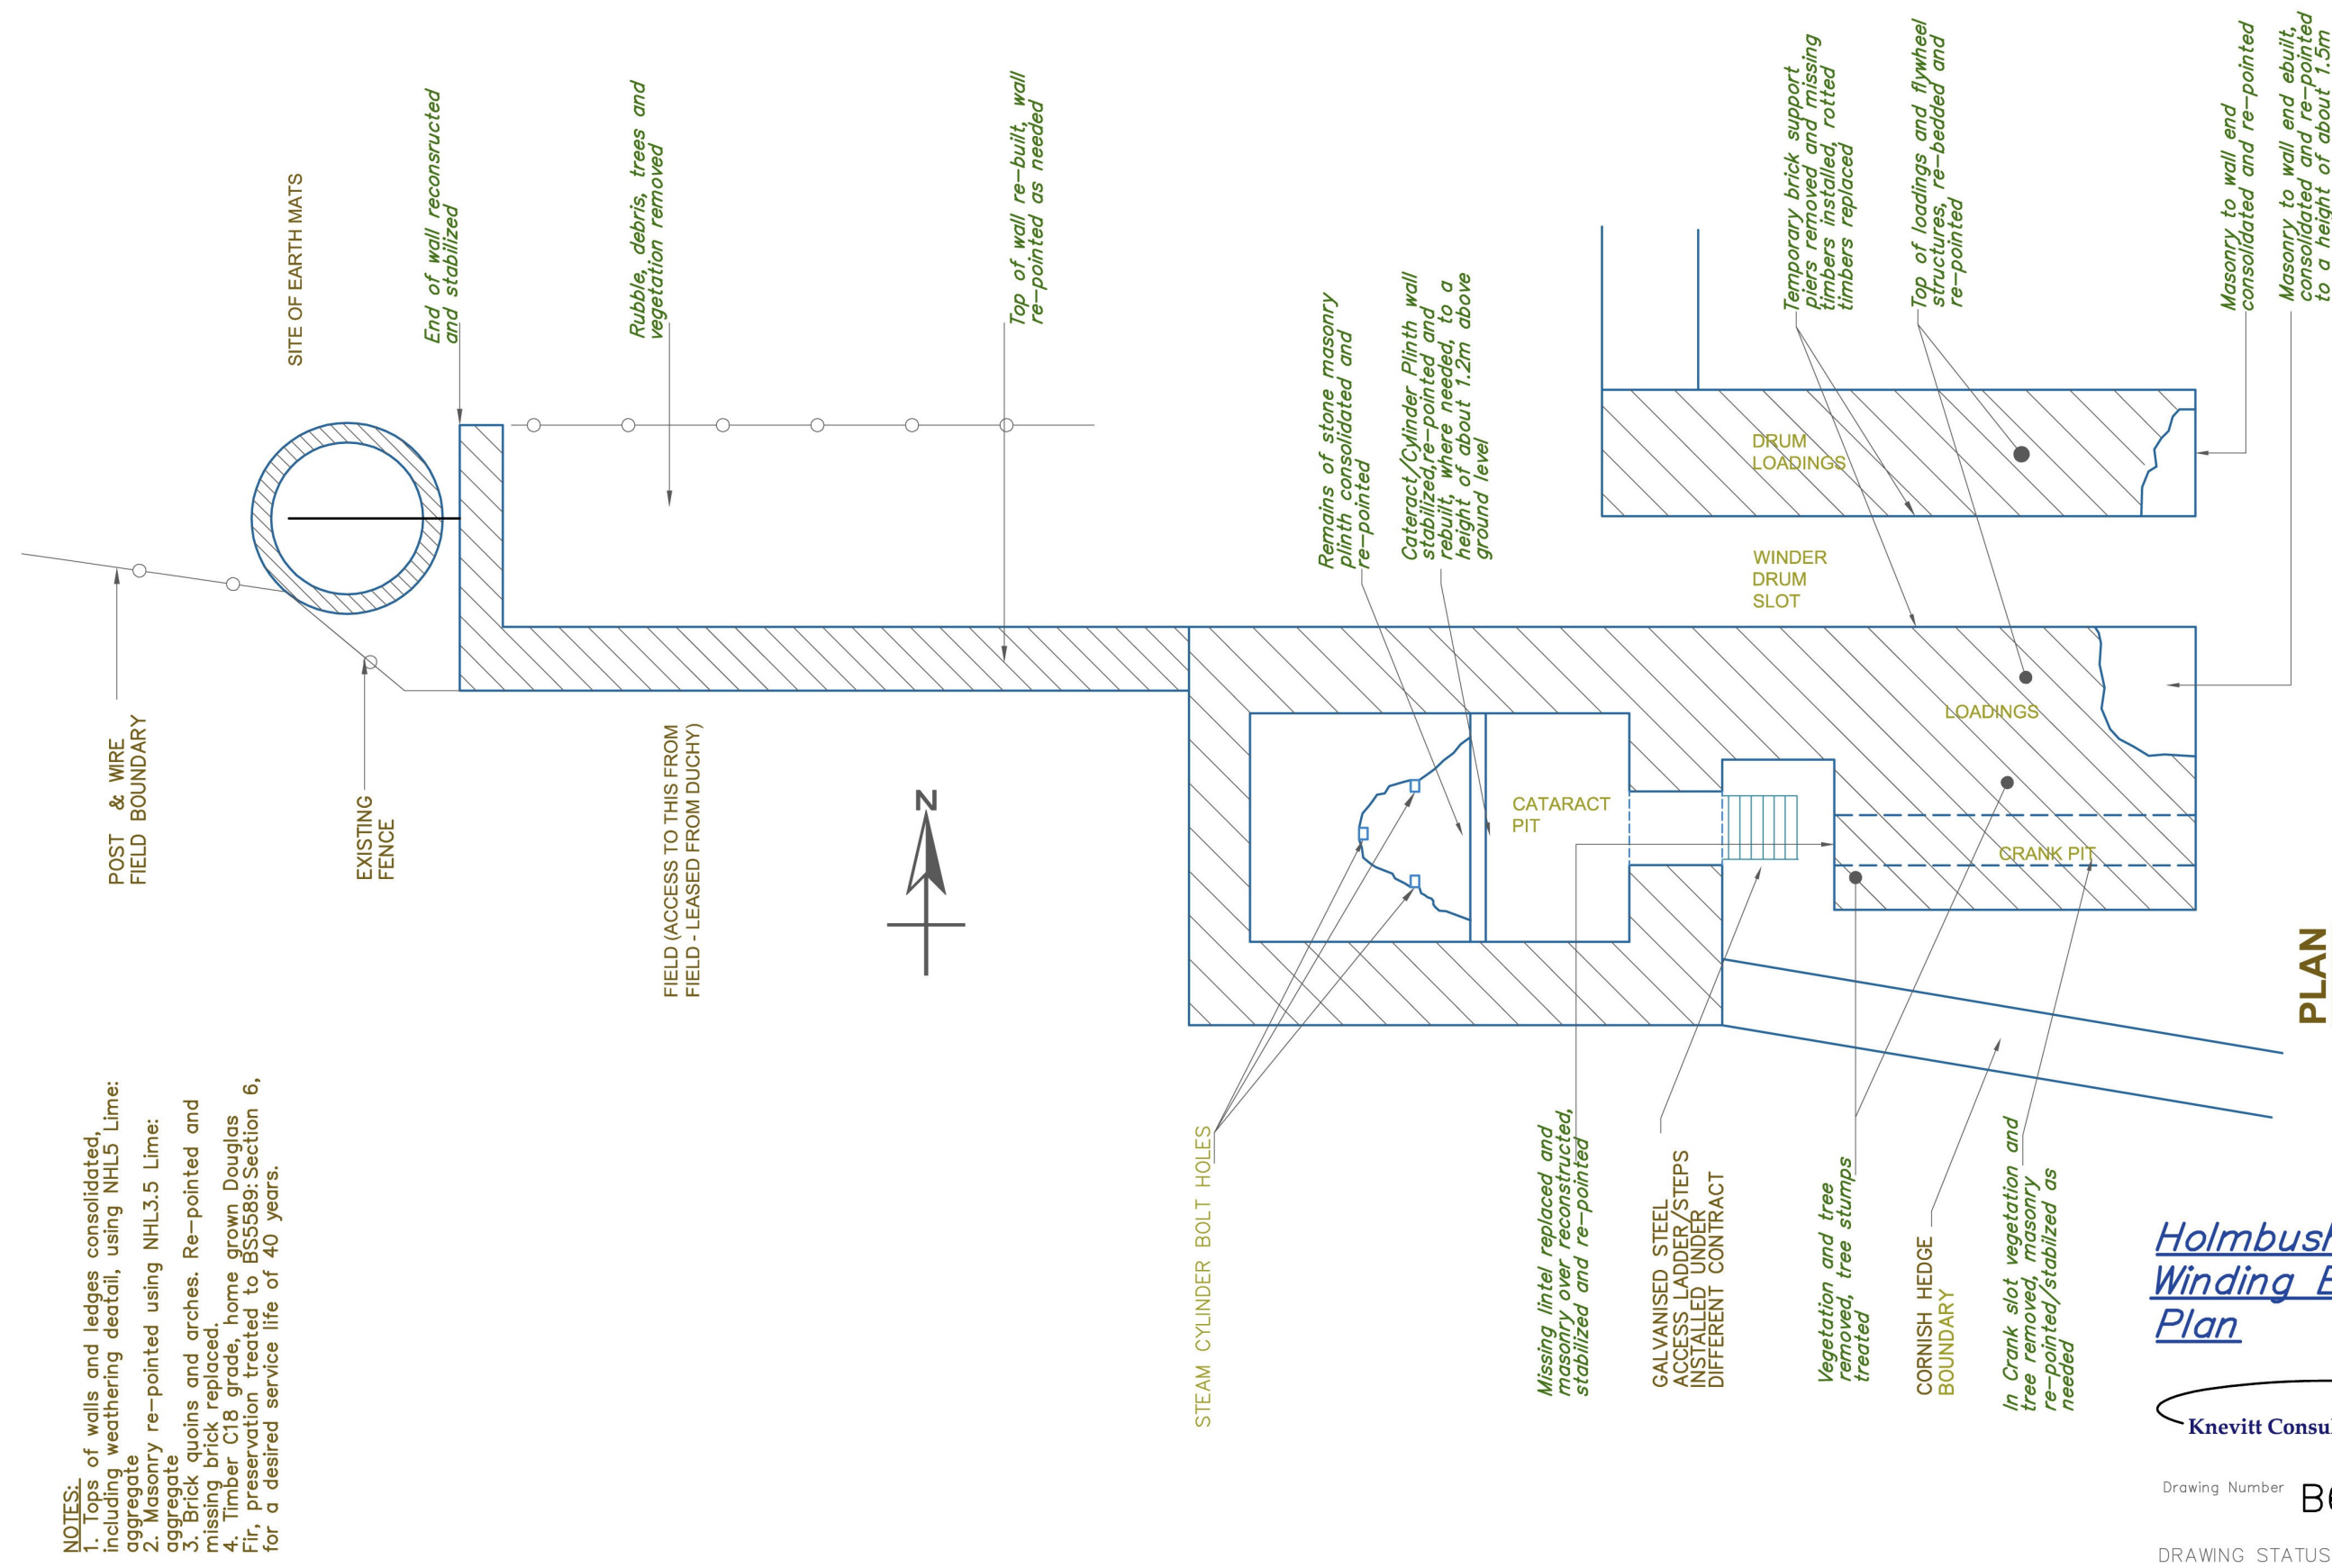 SITE OF EARTH MATS
End of wall reconsructed
and stabilized
Rubble, debris, trees and
vegetation removed
Top of wall re-built, wall
re-pointed as needed
Remains of stone masonry
plinth consolidated and
re-pointed
Cateract/Cylinder Plinth wall
stabilized,re-pointed and
rebuilt, where needed, to a
height of about 1.2m above
ground level
Temporary brick support
piers removed and missing
timbers installed, rotted
timbers replaced
Top of loadings and flywheel
structures, re-bedded and
re-pointed
Masonry to wall end
consolidated and re-pointed
Masonry to wall end ebuilt,
consolidated and re-pointed
to a height of about 1.5m
DRUM
LOADINGS
WINDER
DRUM
SLOT
LOADINGS
CATARACT
PIT
CRANK PIT
POST & WIRE
FIELD BOUNDARY
EXISTING
FENCE
FIELD (ACCESS TO THIS FROM
FIELD - LEASED FROM DUCHY)
N
PLAN
NOTES:
1. Tops of walls and ledges consolidated,
including weathering deatail, using NHL5 Lime:
aggregate
2. Masonry re-pointed using NHL3.5 Lime:
aggregate
3. Brick quoins and arches. Re-pointed and
missing brick replaced.
4. Timber C18 grade, home grown Douglas
Fir, preservation treated to BS5589: Section 6,
for a desired service life of 40 years.
STEAM CYLINDER BOLT HOLES
Missing lintel replaced and
masonry over reconstructed,
stabilized and re-pointed
GALVANISED STEEL
ACCESS LADDER/STEPS
INSTALLED UNDER
DIFFERENT CONTRACT
Vegetation and tree
removed, tree stumps
treated
CORNISH HEDGE
BOUNDARY
In Crank slot vegetation and
tree removed, masonry
re-pointed/stabilzed as
needed
Holmbush
Winding
Plan
Knevitt
Drawing Number
DRAWING STATUS